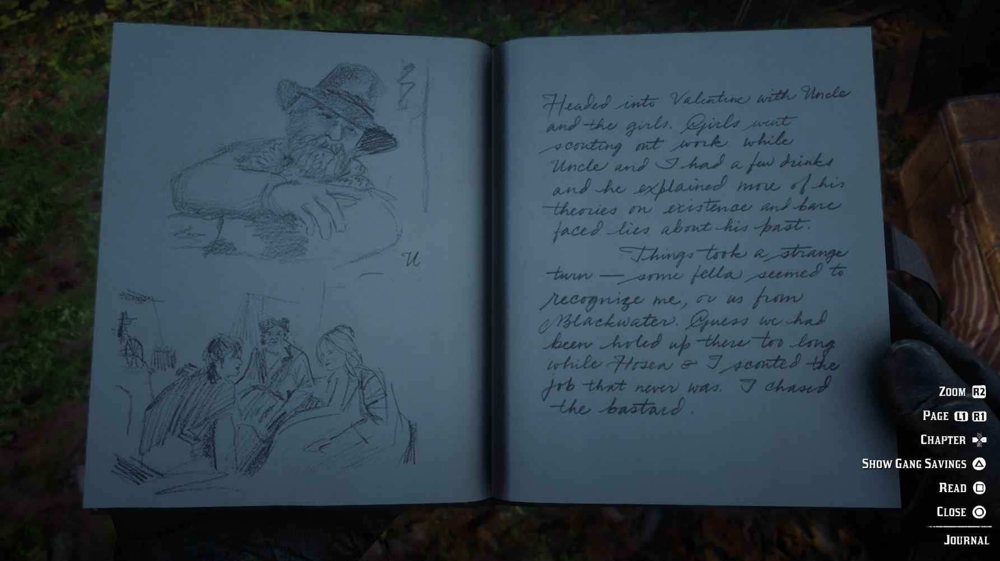 U
Headed into Valentine with Uncle
and the girls. Girls went
scouting out work while
Uncle and I had a few drinks
and he explained more of his
theories on existence and bare
faced lies about his past.
Things took a strange
turn — some fella seemed to
recognize me, or us from
Blackwater. Guess we had
been holed up there too long
while Hosea & I scouted the
job that never was. I chased
the bastard.
ZOOM R2
PAGE L1 R1
CHAPTER
SHOW GANG SAVINGS
READ
CLOSE
JOURNAL